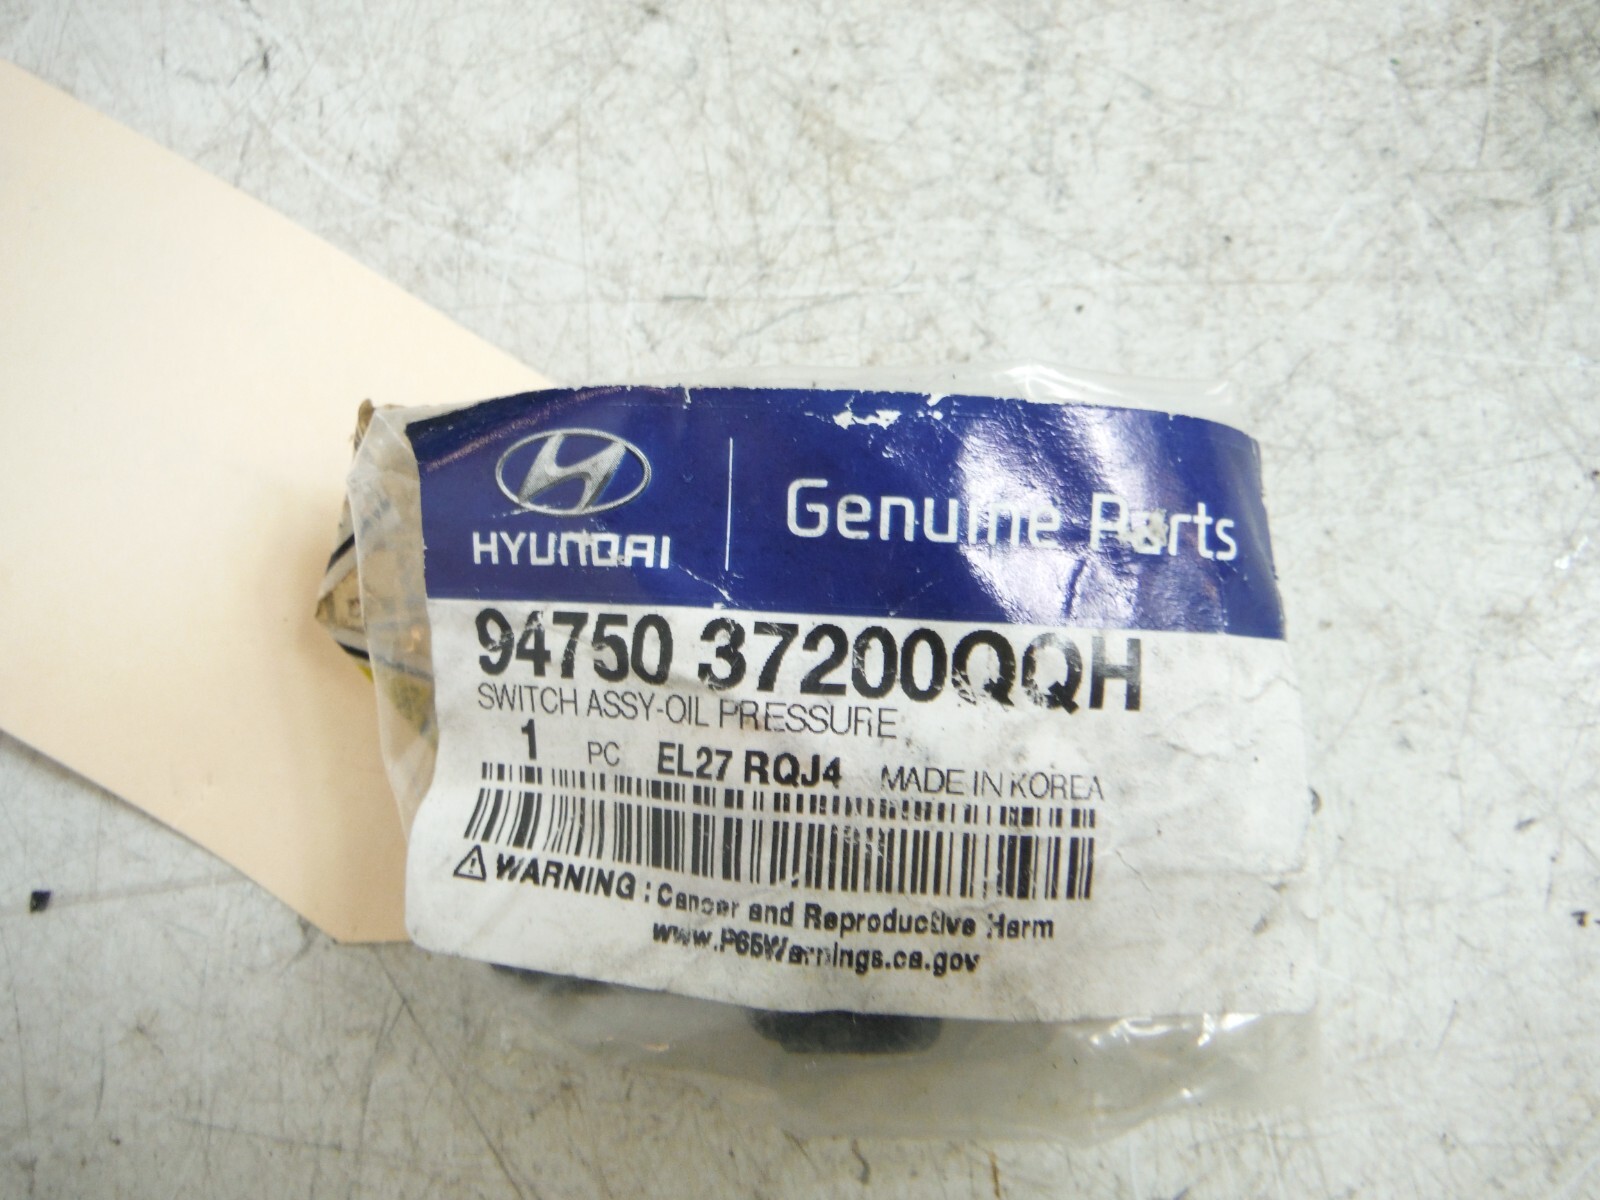 HYUNDAI
Genuine Parts
94750 37200QQH
SWITCH ASSY-OIL PRESSURE
1 PC EL27 RQJ4 MADE IN KOREA
⚠ WARNING : Cancer and Reproductive Harm
www.P65Warnings.ca.gov